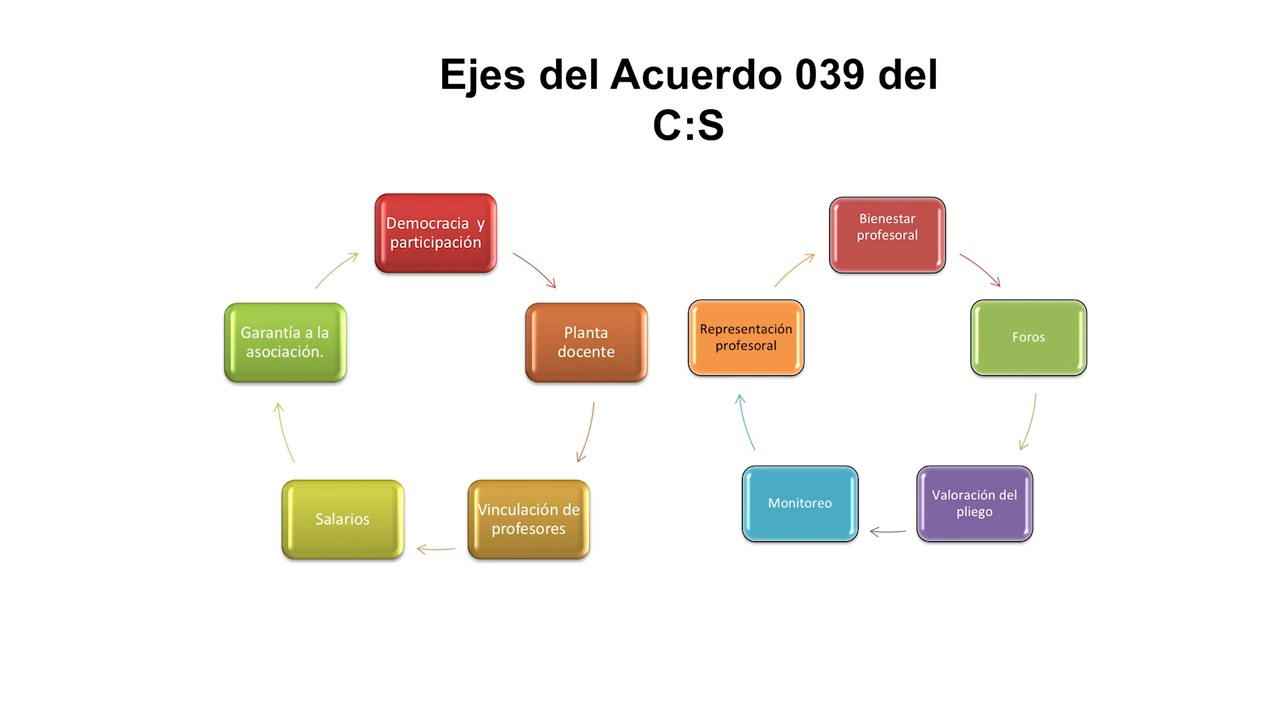 Ejes del Acuerdo 039 del
C:S
Democracia y
participación
Planta
docente
Vinculación de
profesores
Salarios
Garantía a la
asociación.
Bienestar
profesoral
Foros
Valoración del
pliego
Monitoreo
Representación
profesoral